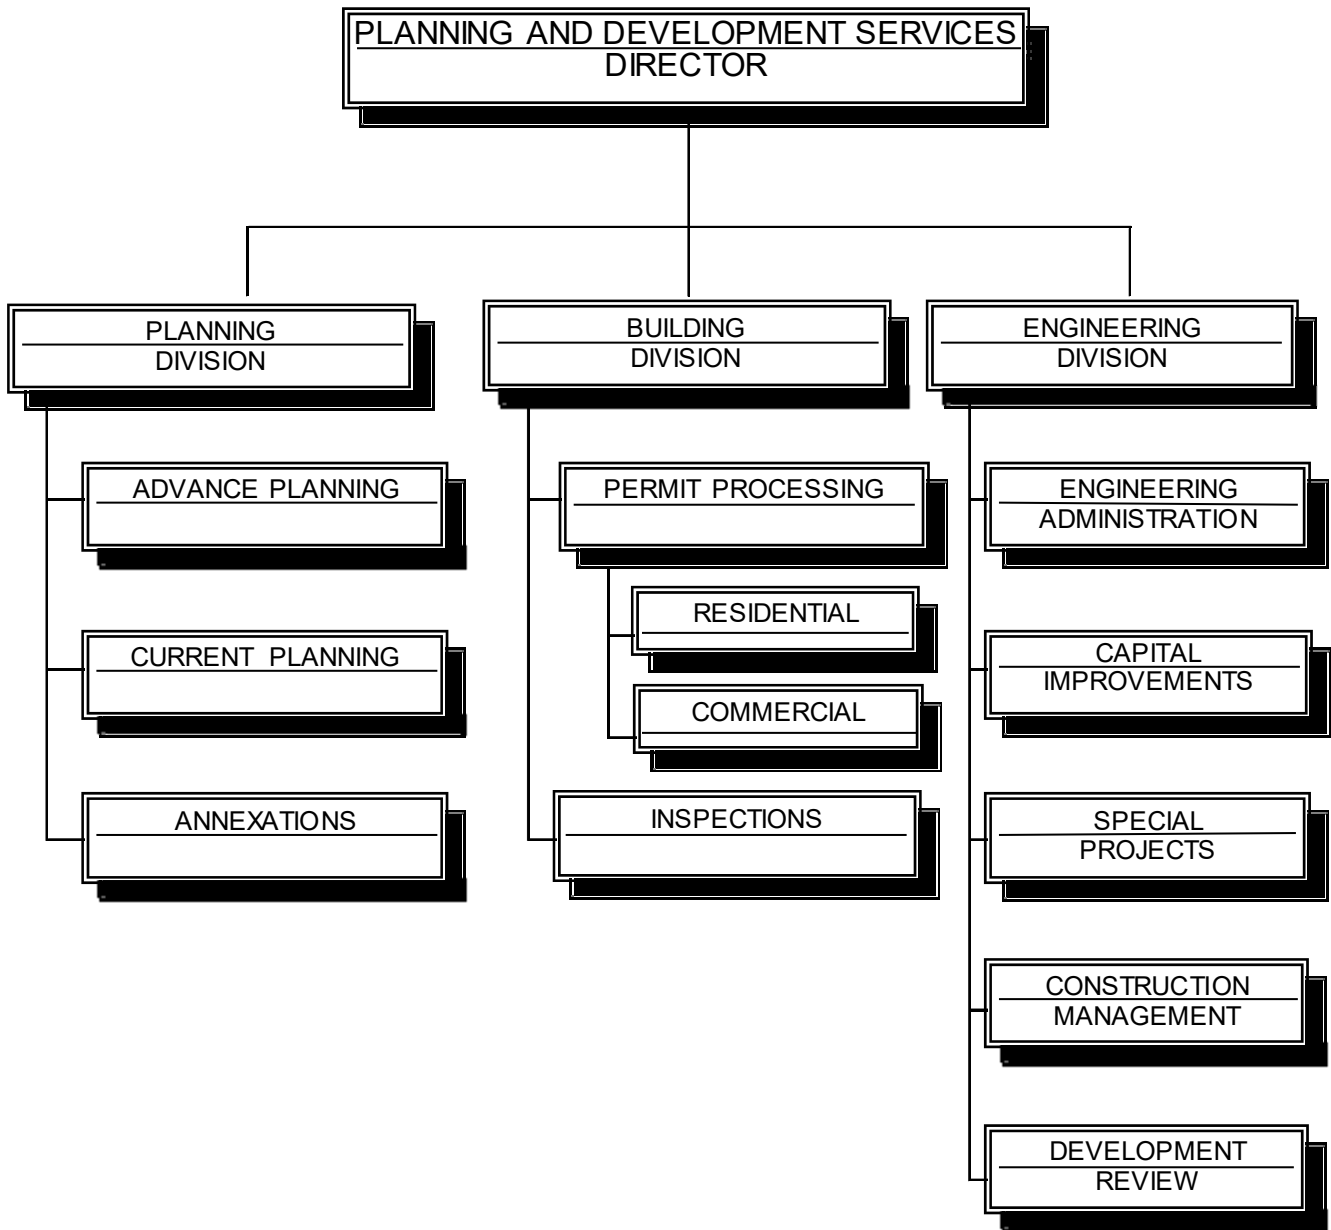 PLANNING AND DEVELOPMENT SERVICES
DIRECTOR
PLANNING
DIVISION
ADVANCE PLANNING
CURRENT PLANNING
ANNEXATIONS
BUILDING
DIVISION
PERMIT PROCESSING
RESIDENTIAL
COMMERCIAL
INSPECTIONS
ENGINEERING
DIVISION
ENGINEERING
ADMINISTRATION
CAPITAL
IMPROVEMENTS
SPECIAL
PROJECTS
CONSTRUCTION
MANAGEMENT
DEVELOPMENT
REVIEW